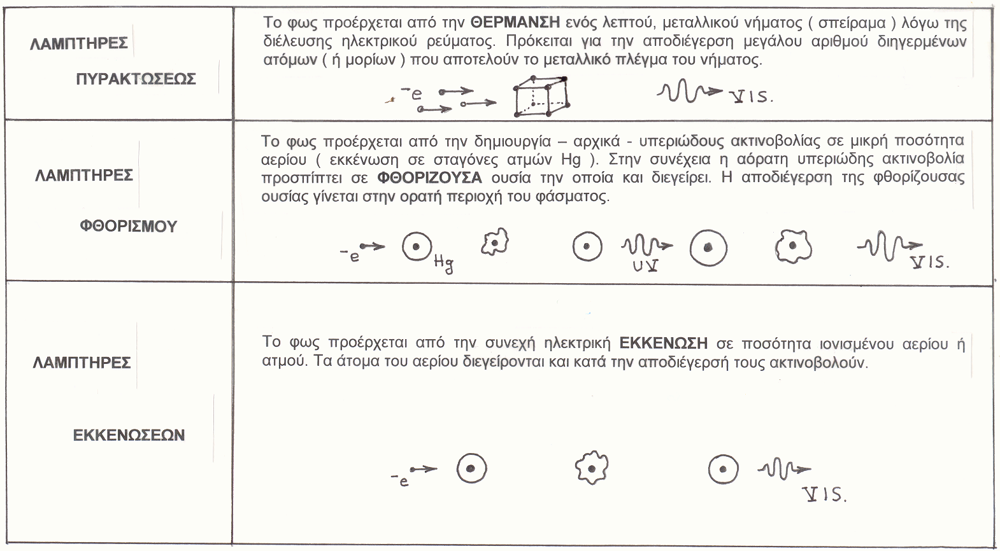 ΛΑΜΠΤΗΡΕΣ
ΠΥΡΑΚΤΩΣΕΩΣ
Το φως προέρχεται από την ΘΕΡΜΑΝΣΗ ενός λεπτού, μεταλλικού νήματος ( σπείραμα ) λόγω της
διέλευσης ηλεκτρικού ρεύματος. Πρόκειται για την αποδιέγερση μεγάλου αριθμού διηγερμένων
ατόμων ( ή μορίων ) που αποτελούν το μεταλλικό πλέγμα του νήματος.
-e VIS.
ΛΑΜΠΤΗΡΕΣ
ΦΘΟΡΙΣΜΟΥ
Το φως προέρχεται από την δημιουργία – αρχικά - υπεριώδους ακτινοβολίας σε μικρή ποσότητα
αερίου ( εκκένωση σε σταγόνες ατμών Hg ). Στην συνέχεια η αόρατη υπεριώδης ακτινοβολία
προσπίπτει σε ΦΘΟΡΙΖΟΥΣΑ ουσία την οποία και διεγείρει. Η αποδιέγερση της φθορίζουσας
ουσίας γίνεται στην ορατή περιοχή του φάσματος.
-e Hg UV VIS.
ΛΑΜΠΤΗΡΕΣ
ΕΚΚΕΝΩΣΕΩΝ
Το φως προέρχεται από την συνεχή ηλεκτρική ΕΚΚΕΝΩΣΗ σε ποσότητα ιονισμένου αερίου ή
ατμού. Τα άτομα του αερίου διεγείρονται και κατά την αποδιέγερσή τους ακτινοβολούν.
-e VIS.